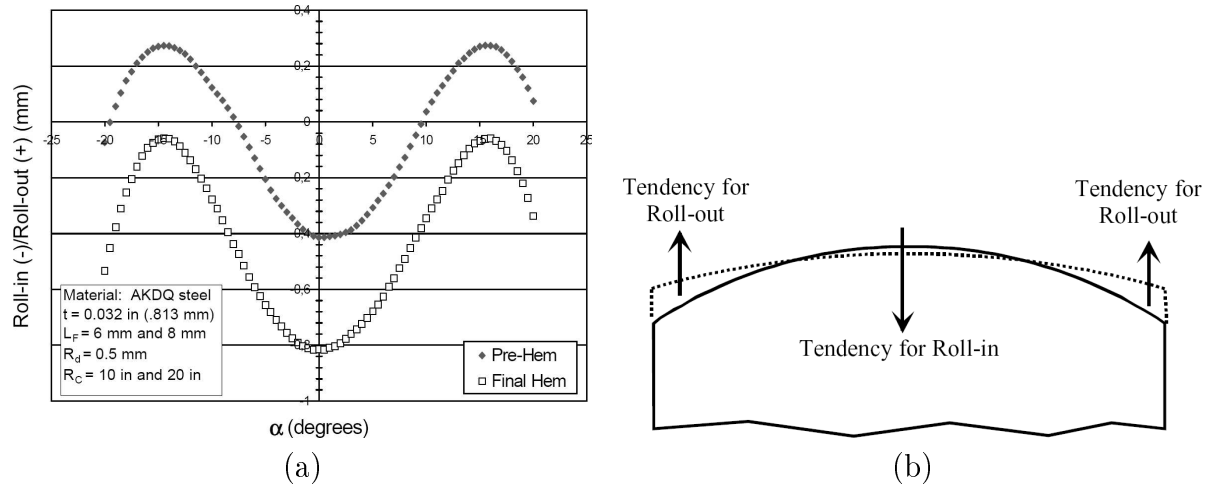 0,4
0,2
0
0,2
0,4
0,6
0,8
-1
-25
-20
-15
-10
-5
0
5
10
15
20
25
Roll-in (-)/Roll-out (+) (mm)
α (degrees)
Material: AKDQ steel
t = 0.032 in (.813 mm)
LF = 6 mm and 8 mm
Rd = 0.5 mm
RC = 10 in and 20 in
Pre-Hem
Final Hem
(a)
Tendency for
Roll-out
Tendency for
Roll-out
Tendency for Roll-in
(b)